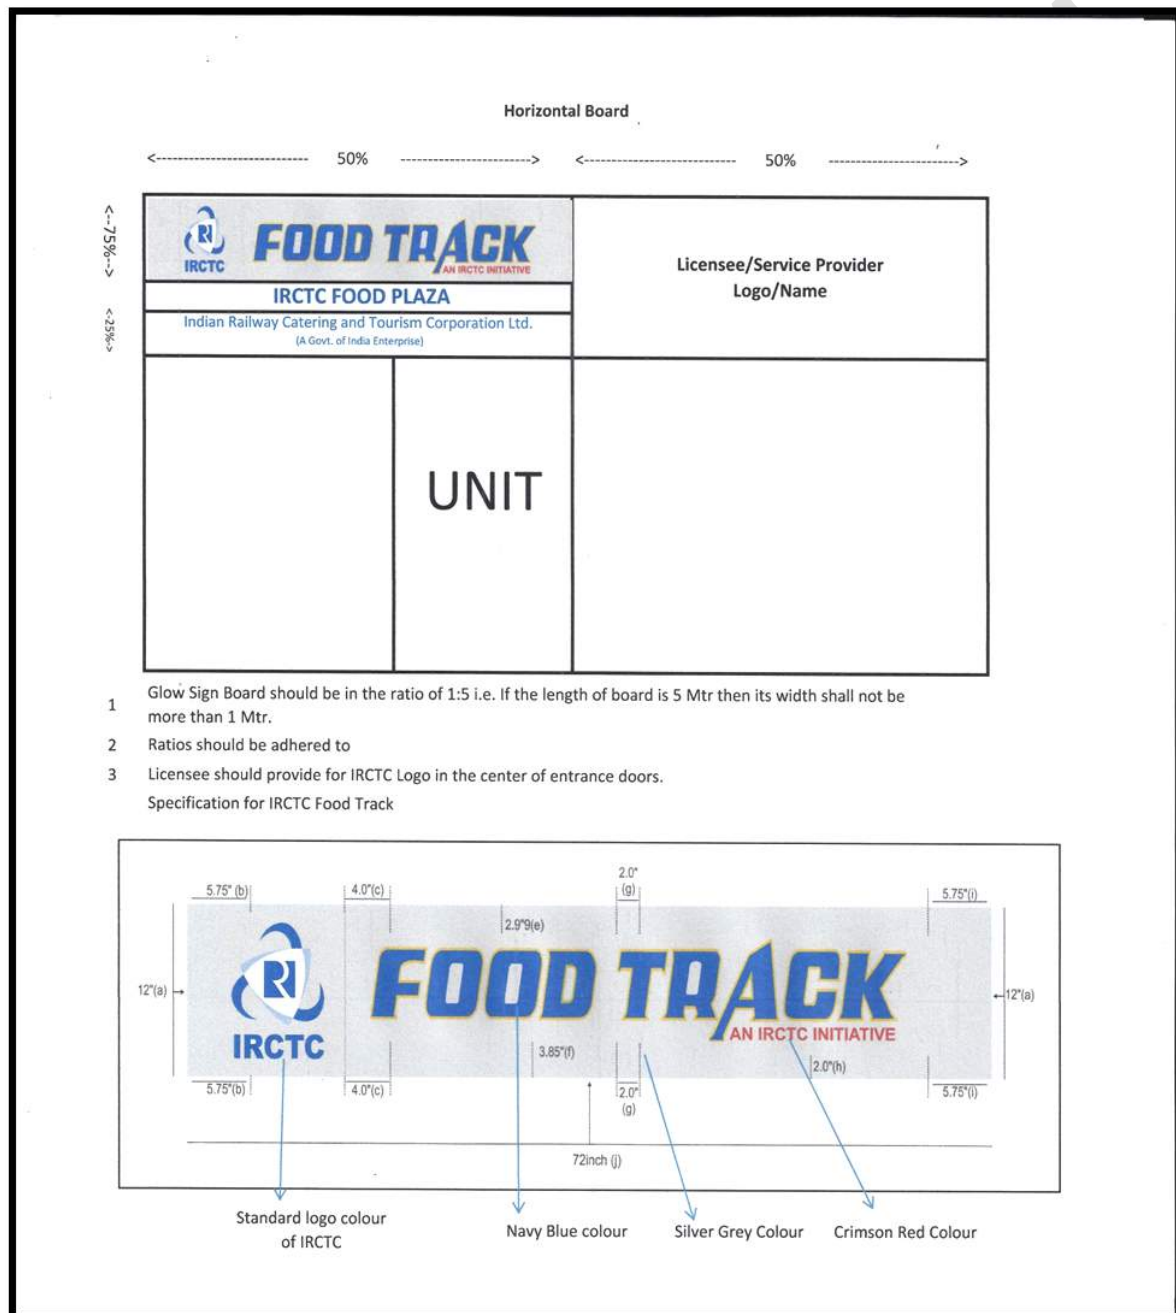 Horizontal Board
<----------------------- 50% --------------------> <----------------------- 50% --------------------->
<--75%-->
<-25%->
IRCTC
FOOD TRACK
AN IRCTC INITIATIVE
IRCTC FOOD PLAZA
Indian Railway Catering and Tourism Corporation Ltd.
(A Govt. of India Enterprise)
Licensee/Service Provider
Logo/Name
UNIT
1 Glow Sign Board should be in the ratio of 1:5 i.e. If the length of board is 5 Mtr then its width shall not be
more than 1 Mtr.
2 Ratios should be adhered to
3 Licensee should provide for IRCTC Logo in the center of entrance doors.
Specification for IRCTC Food Track
2.0"
(g)
5.75" (b) 4.0"(c) 5.75"(i)
2.9"9(e)
12"(a)
IRCTC
FOOD TRACK
AN IRCTC INITIATIVE
12"(a)
3.85"(f)
2.0"(h)
5.75"(b) 4.0"(c) 2.0" 5.75"(i)
(g)
72inch (j)
Standard logo colour
of IRCTC
Navy Blue colour
Silver Grey Colour
Crimson Red Colour